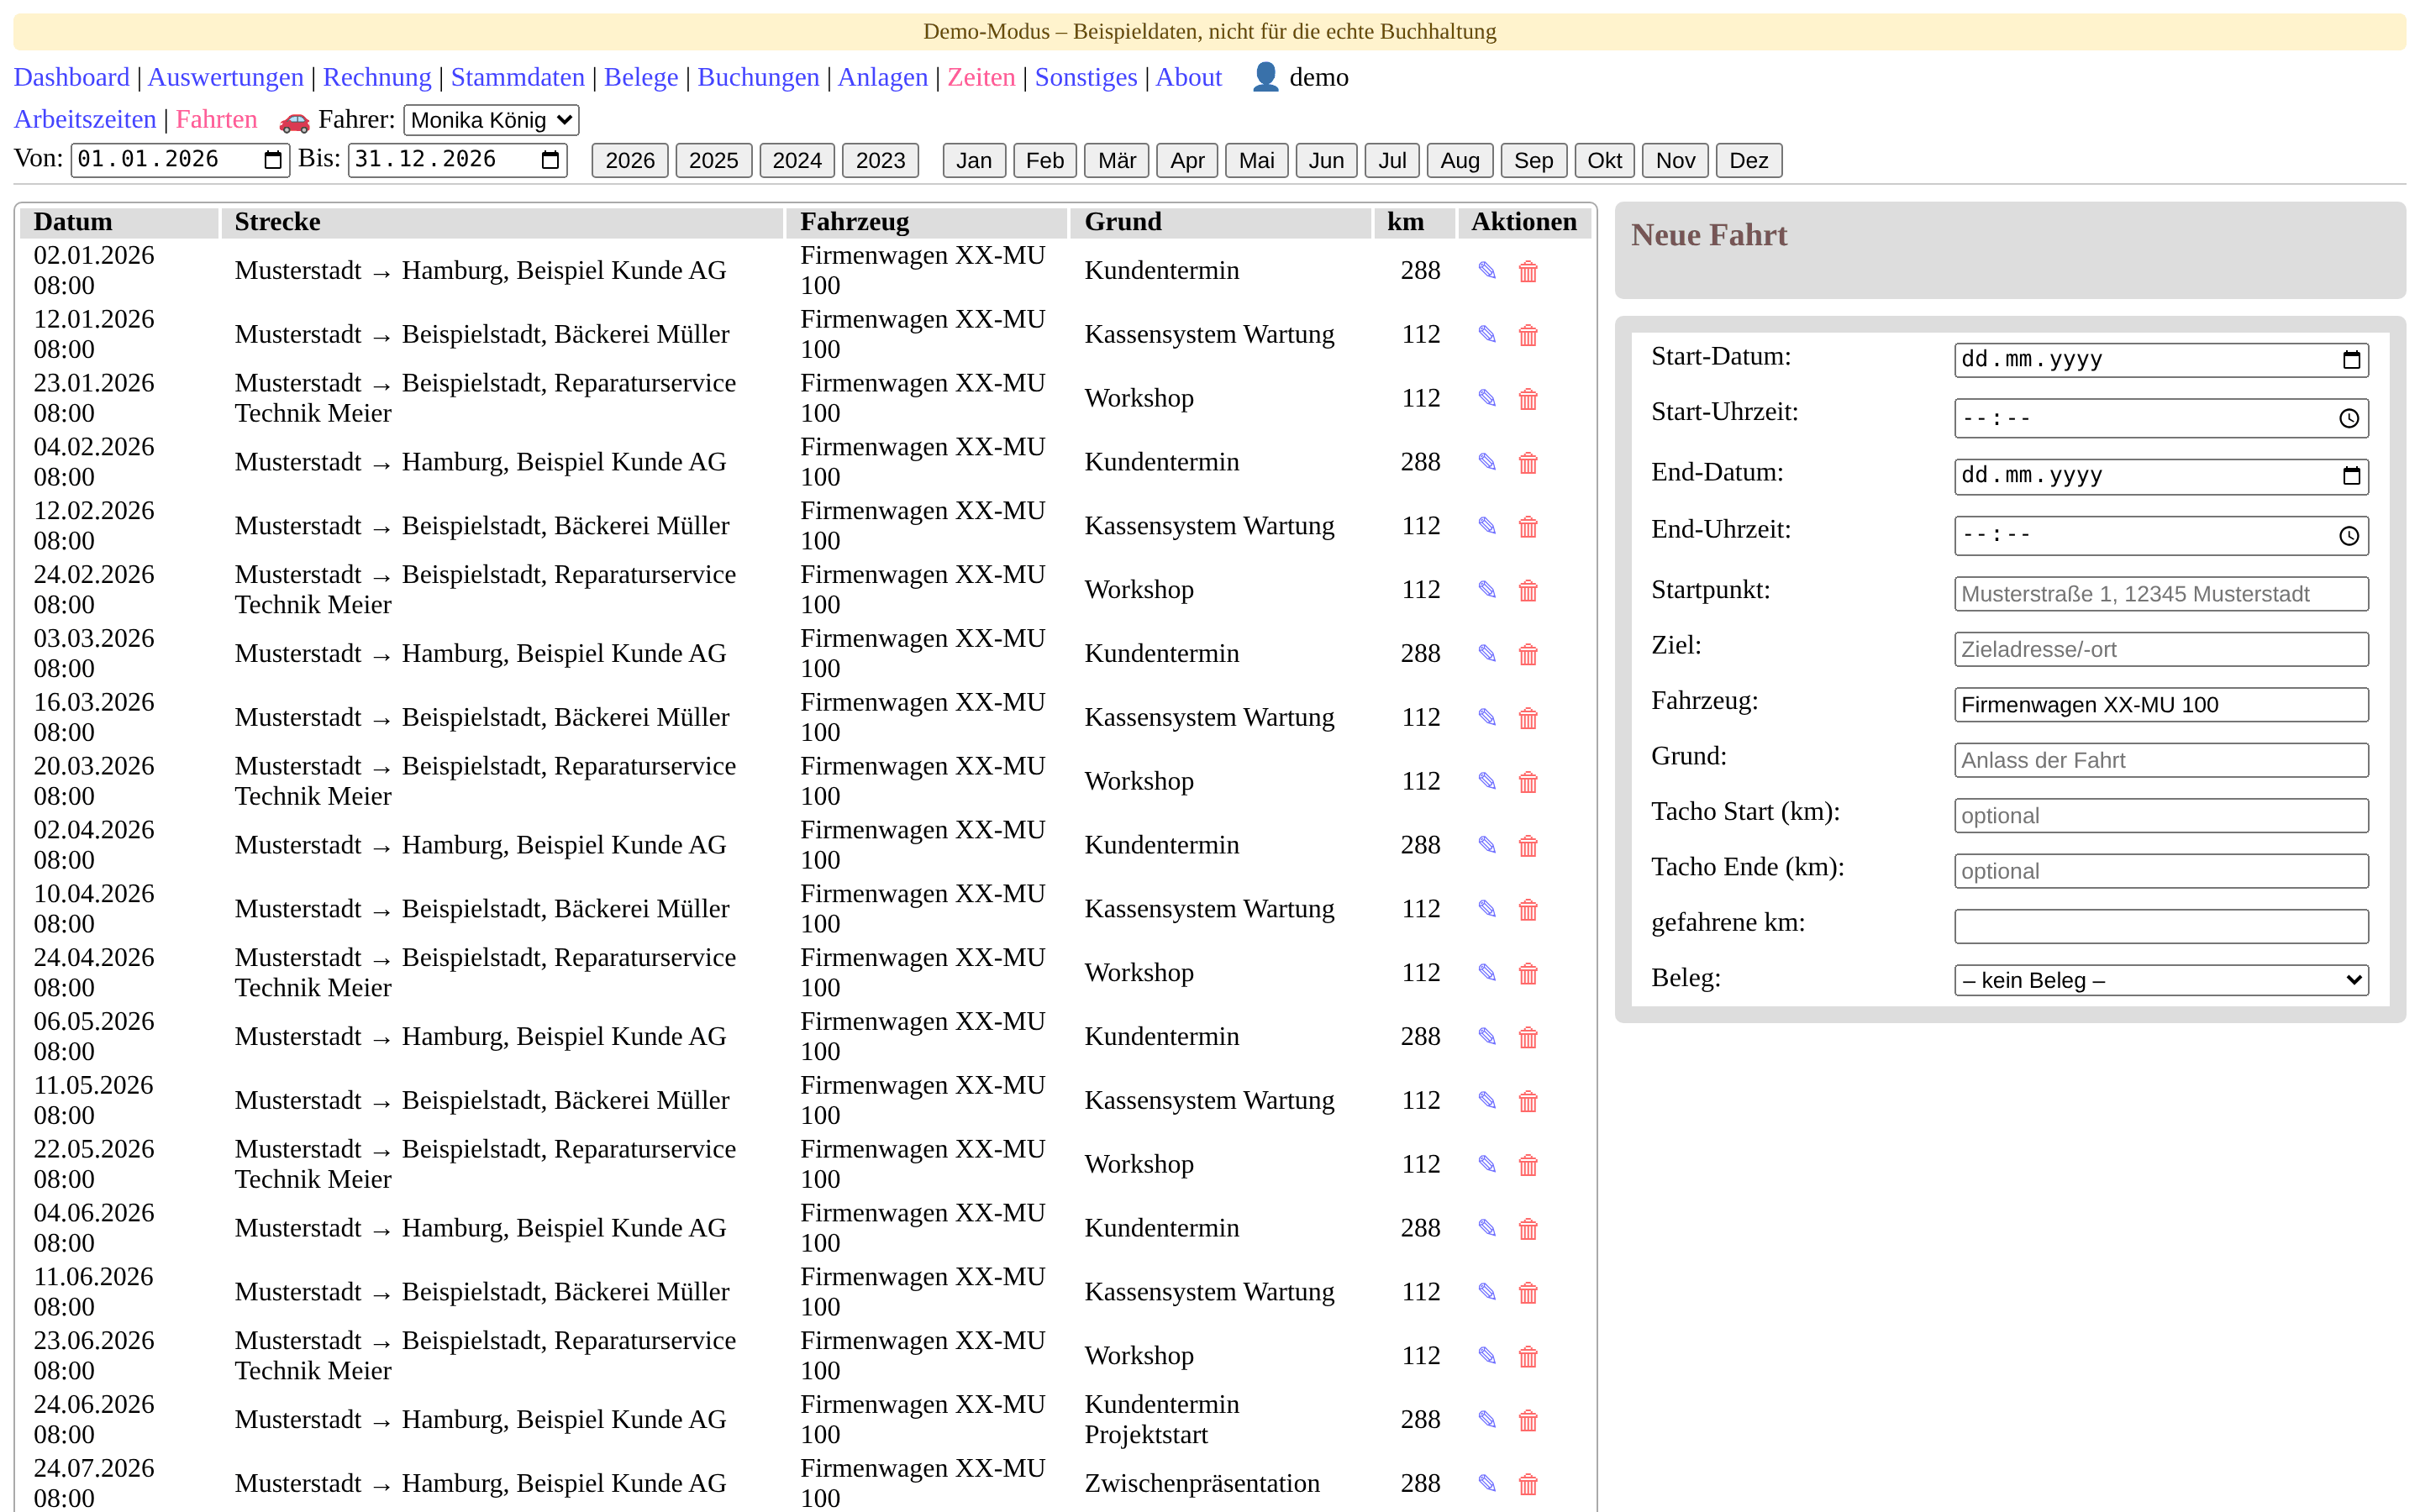 Demo-Modus – Beispieldaten, nicht für die echte Buchhaltung
Dashboard | Auswertungen | Rechnung | Stammdaten | Belege | Buchungen | Anlagen | Zeiten | Sonstiges | About 👤 demo
Arbeitszeiten | Fahrten 🚗 Fahrer: Monika König
Von: 01.01.2026 Bis: 31.12.2026 2026 2025 2024 2023 Jan Feb Mär Apr Mai Jun Jul Aug Sep Okt Nov Dez
Datum Strecke Fahrzeug Grund km Aktionen
02.01.2026 08:00 Musterstadt → Hamburg, Beispiel Kunde AG Firmenwagen XX-MU 100 Kundentermin 288
12.01.2026 08:00 Musterstadt → Beispielstadt, Bäckerei Müller Firmenwagen XX-MU 100 Kassensystem Wartung 112
23.01.2026 08:00 Musterstadt → Beispielstadt, Reparaturservice Technik Meier Firmenwagen XX-MU 100 Workshop 112
04.02.2026 08:00 Musterstadt → Hamburg, Beispiel Kunde AG Firmenwagen XX-MU 100 Kundentermin 288
12.02.2026 08:00 Musterstadt → Beispielstadt, Bäckerei Müller Firmenwagen XX-MU 100 Kassensystem Wartung 112
24.02.2026 08:00 Musterstadt → Beispielstadt, Reparaturservice Technik Meier Firmenwagen XX-MU 100 Workshop 112
03.03.2026 08:00 Musterstadt → Hamburg, Beispiel Kunde AG Firmenwagen XX-MU 100 Kundentermin 288
16.03.2026 08:00 Musterstadt → Beispielstadt, Bäckerei Müller Firmenwagen XX-MU 100 Kassensystem Wartung 112
20.03.2026 08:00 Musterstadt → Beispielstadt, Reparaturservice Technik Meier Firmenwagen XX-MU 100 Workshop 112
02.04.2026 08:00 Musterstadt → Hamburg, Beispiel Kunde AG Firmenwagen XX-MU 100 Kundentermin 288
10.04.2026 08:00 Musterstadt → Beispielstadt, Bäckerei Müller Firmenwagen XX-MU 100 Kassensystem Wartung 112
24.04.2026 08:00 Musterstadt → Beispielstadt, Reparaturservice Technik Meier Firmenwagen XX-MU 100 Workshop 112
06.05.2026 08:00 Musterstadt → Hamburg, Beispiel Kunde AG Firmenwagen XX-MU 100 Kundentermin 288
11.05.2026 08:00 Musterstadt → Beispielstadt, Bäckerei Müller Firmenwagen XX-MU 100 Kassensystem Wartung 112
22.05.2026 08:00 Musterstadt → Beispielstadt, Reparaturservice Technik Meier Firmenwagen XX-MU 100 Workshop 112
04.06.2026 08:00 Musterstadt → Hamburg, Beispiel Kunde AG Firmenwagen XX-MU 100 Kundentermin 288
11.06.2026 08:00 Musterstadt → Beispielstadt, Bäckerei Müller Firmenwagen XX-MU 100 Kassensystem Wartung 112
23.06.2026 08:00 Musterstadt → Beispielstadt, Reparaturservice Technik Meier Firmenwagen XX-MU 100 Workshop 112
24.06.2026 08:00 Musterstadt → Hamburg, Beispiel Kunde AG Firmenwagen XX-MU 100 Kundentermin Projektstart 288
24.07.2026 08:00 Musterstadt → Hamburg, Beispiel Kunde AG Firmenwagen XX-MU 100 Zwischenpräsentation 288
Neue Fahrt
Start-Datum: dd.mm.yyyy
Start-Uhrzeit: --:--
End-Datum: dd.mm.yyyy
End-Uhrzeit: --:--
Startpunkt: Musterstraße 1, 12345 Musterstadt
Ziel: Zieladresse/-ort
Fahrzeug: Firmenwagen XX-MU 100
Grund: Anlass der Fahrt
Tacho Start (km): optional
Tacho Ende (km): optional
gefahrene km:
Beleg: – kein Beleg –